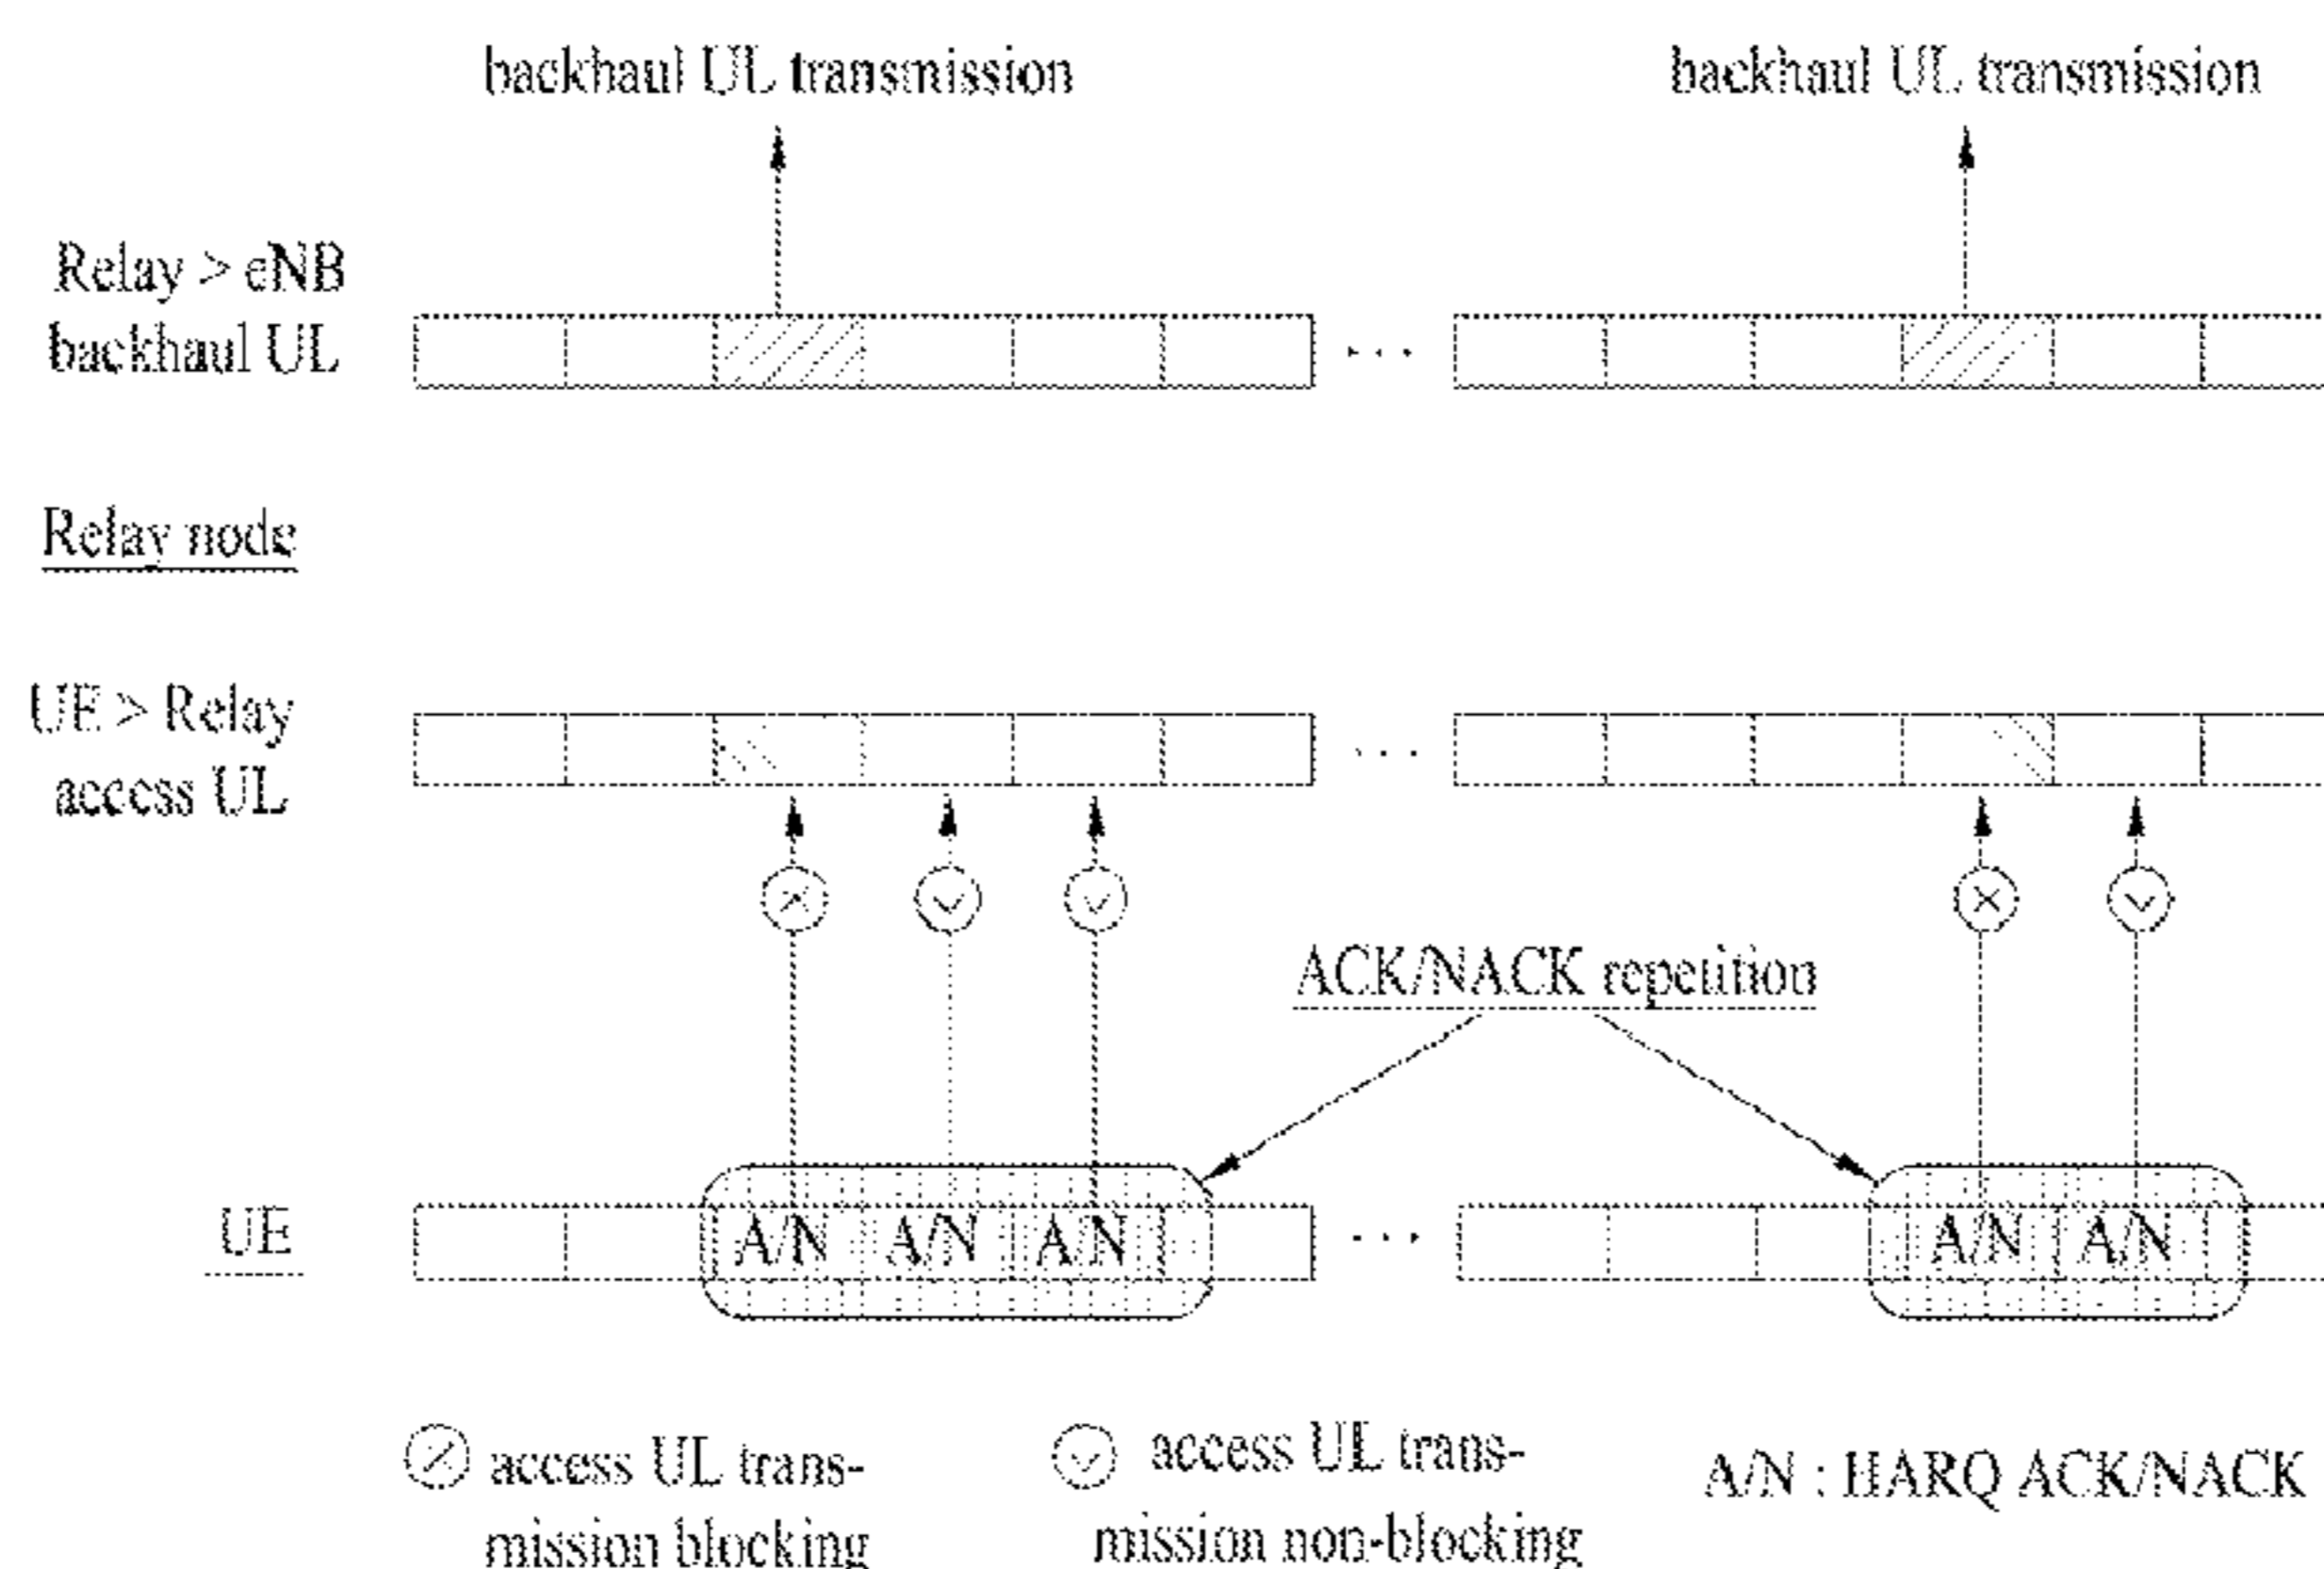 backhaul UL transmission
backhaul UL transmission
Relay > eNB
backhaul UL
Relay node
UE > Relay
access UL
ACK/NACK repetition
UE
A/N A/N A/N
A/N A/N
access UL trans-
mission blocking
access UL trans-
mission non-blocking
A/N : HARQ ACK/NACK